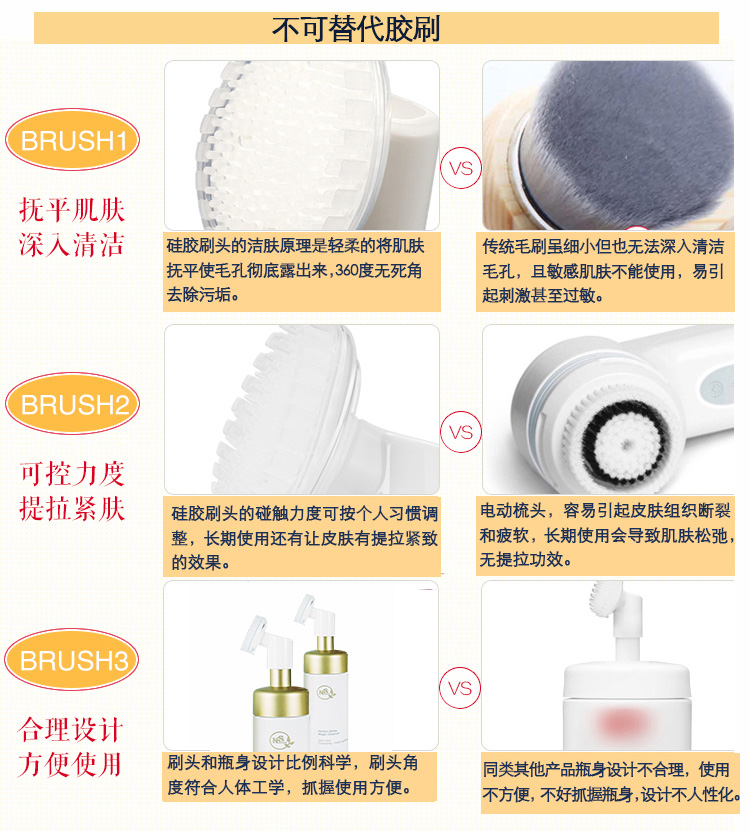 不可替代胶刷
BRUSH1
抚平肌肤
深入清洁
VS
硅胶刷头的洁肤原理是轻柔的将肌肤
抚平使毛孔彻底露出来,360度无死角
去除污垢。
传统毛刷虽细小但也无法深入清洁
毛孔，且敏感肌肤不能使用，易引
起刺激甚至过敏。
BRUSH2
可控力度
提拉紧肤
VS
硅胶刷头的碰触力度可按个人习惯调
整，长期使用还有让皮肤有提拉紧致
的效果。
电动梳头，容易引起皮肤组织断裂
和疲软，长期使用会导致肌肤松弛，
无提拉功效。
BRUSH3
合理设计
方便使用
VS
刷头和瓶身设计比例科学，刷头角
度符合人体工学，抓握使用方便。
同类其他产品瓶身设计不合理，使用
不方便，不好抓握瓶身，设计不人性化。